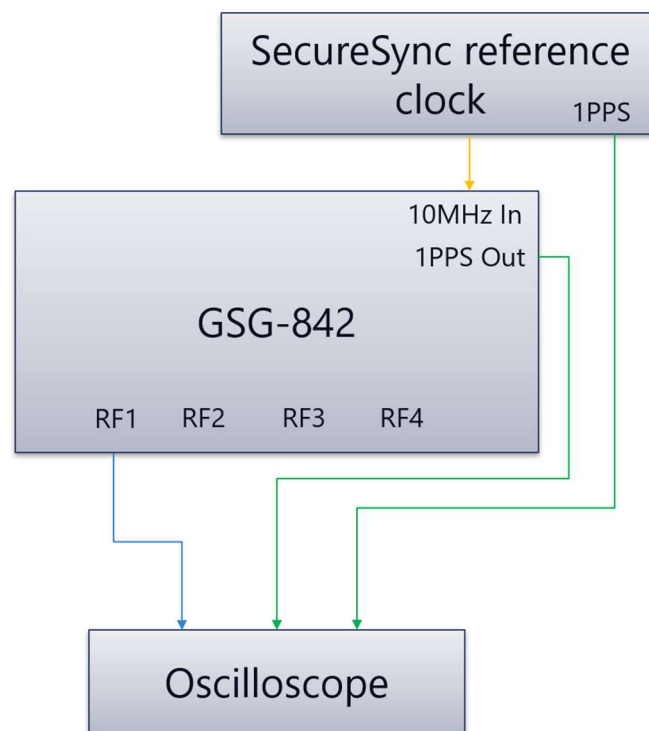 SecureSync reference
clock
1PPS
10MHz In
1PPS Out
GSG-842
RF1 RF2 RF3 RF4
Oscilloscope